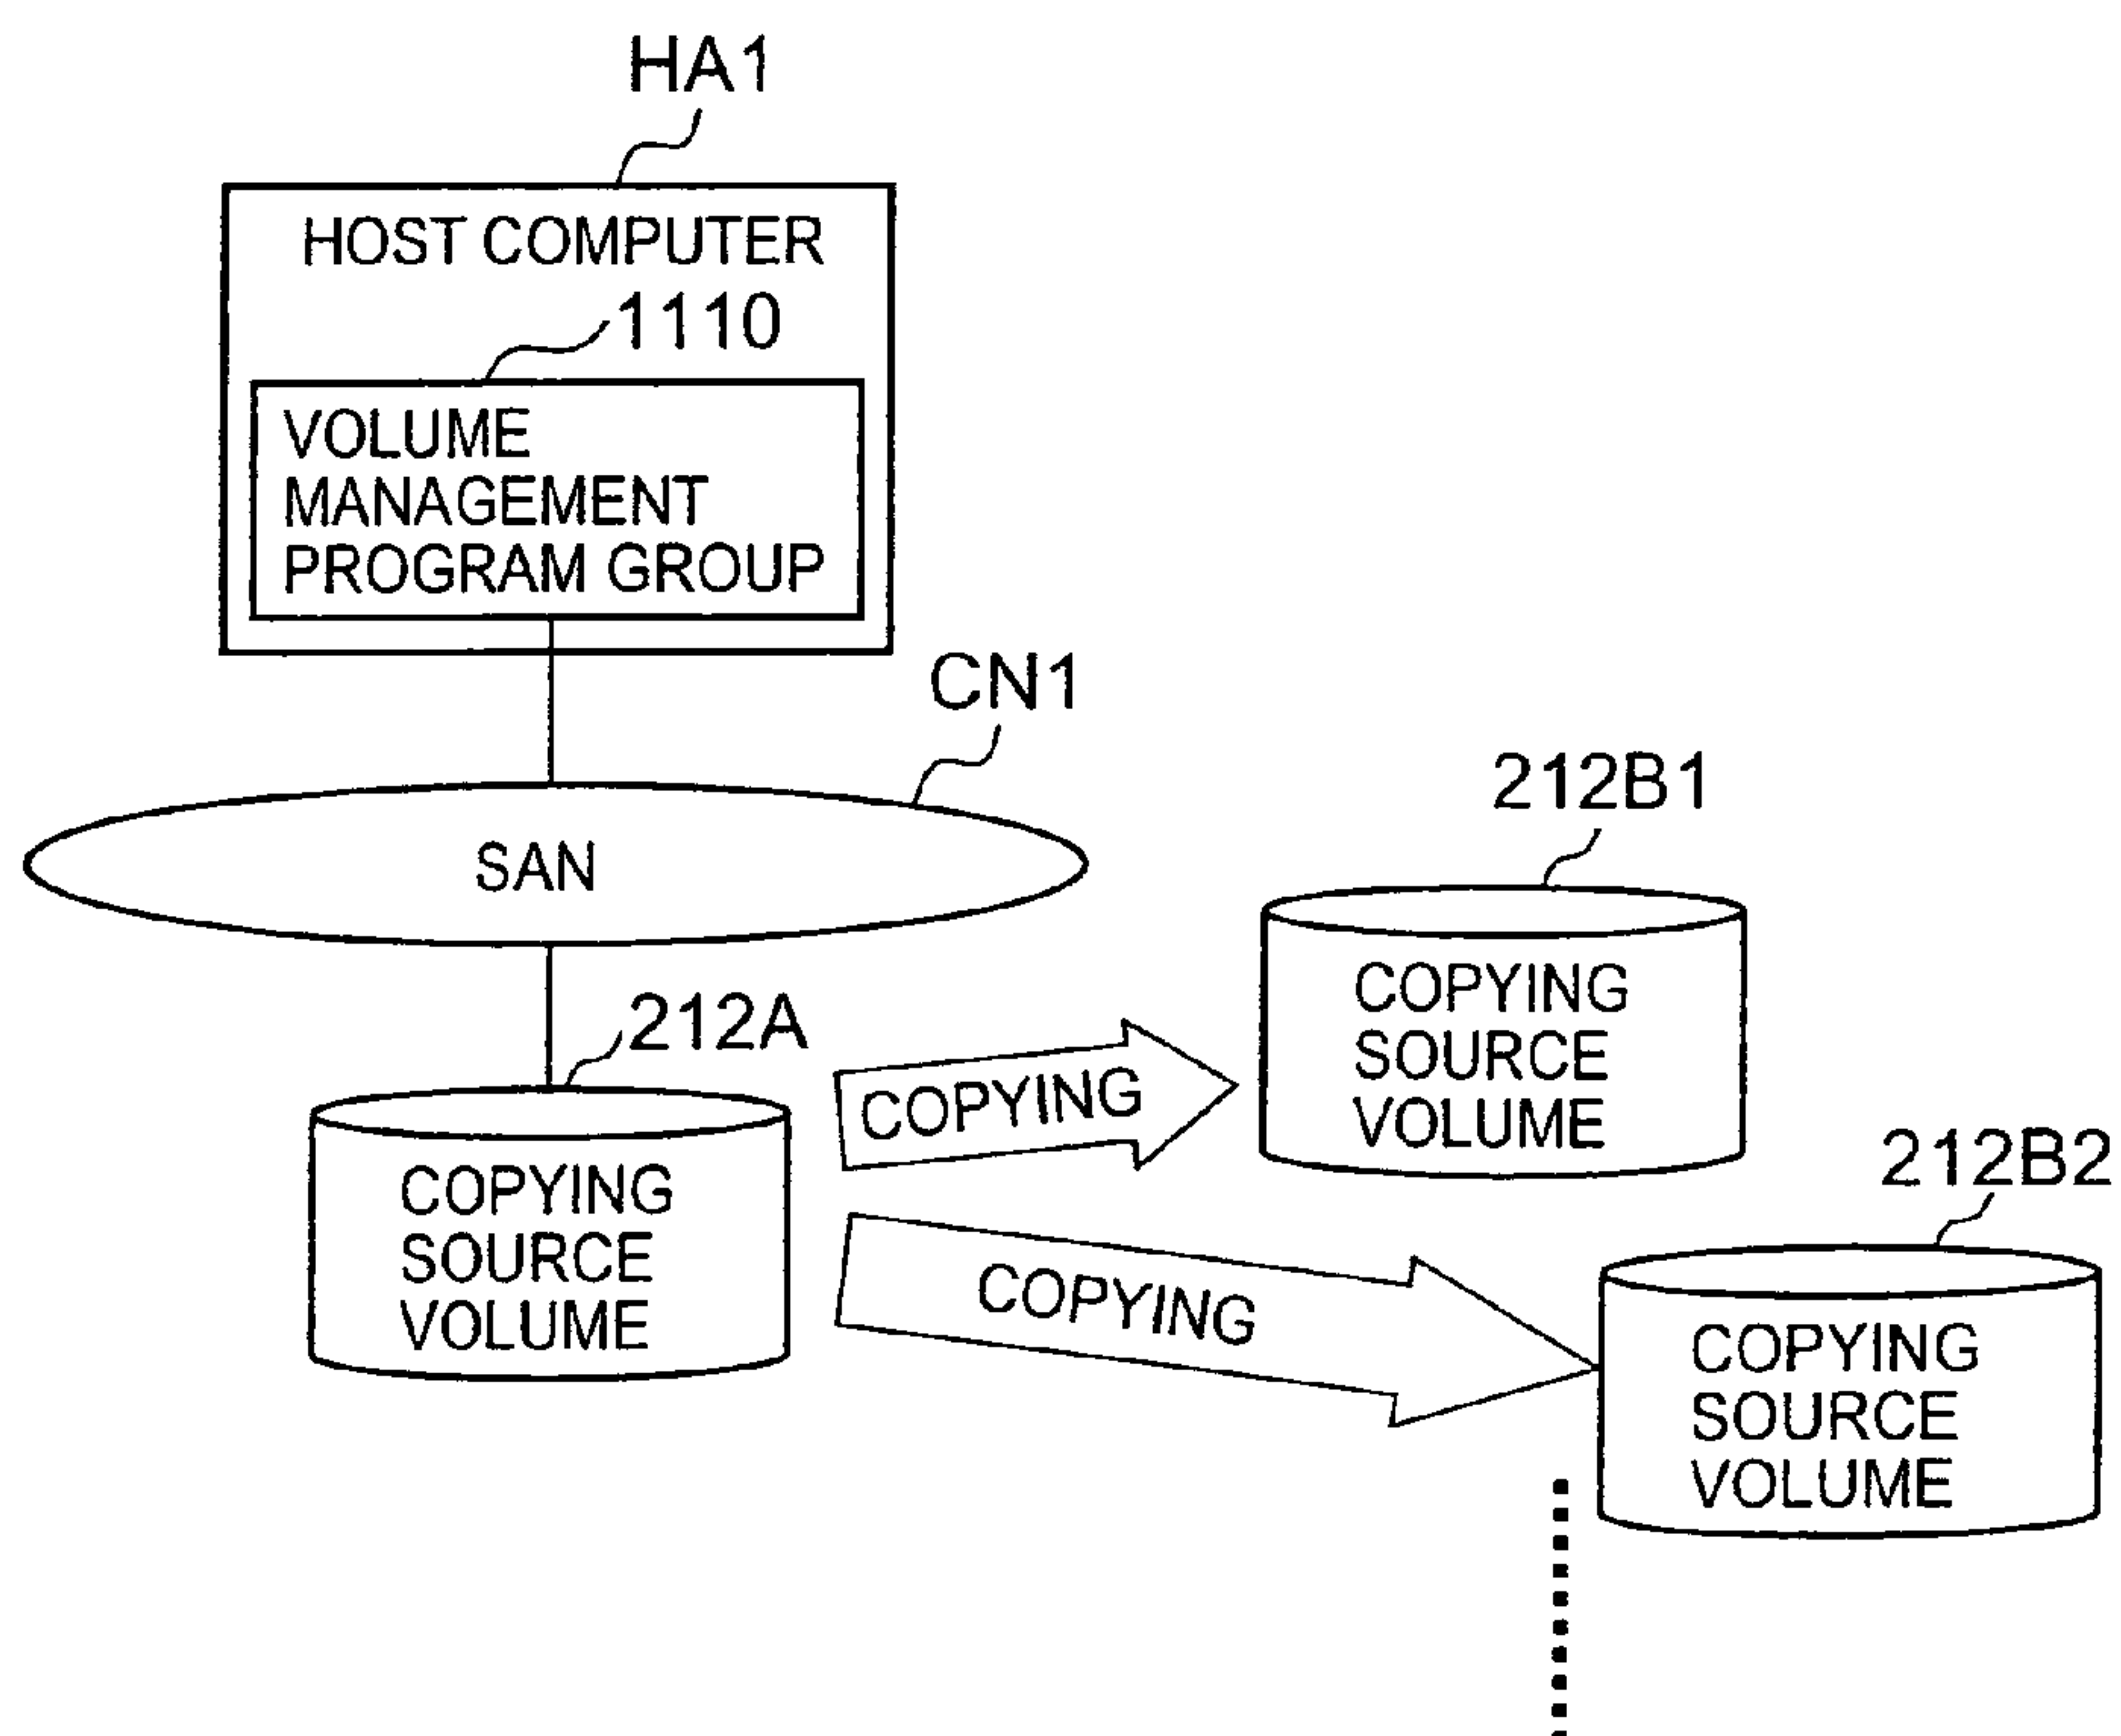 HA1
HOST COMPUTER
1110
VOLUME
MANAGEMENT
PROGRAM GROUP
CN1
SAN
212B1
COPYING
SOURCE
VOLUME
212A
COPYING
COPYING
SOURCE
VOLUME
212B2
COPYING
COPYING
SOURCE
VOLUME